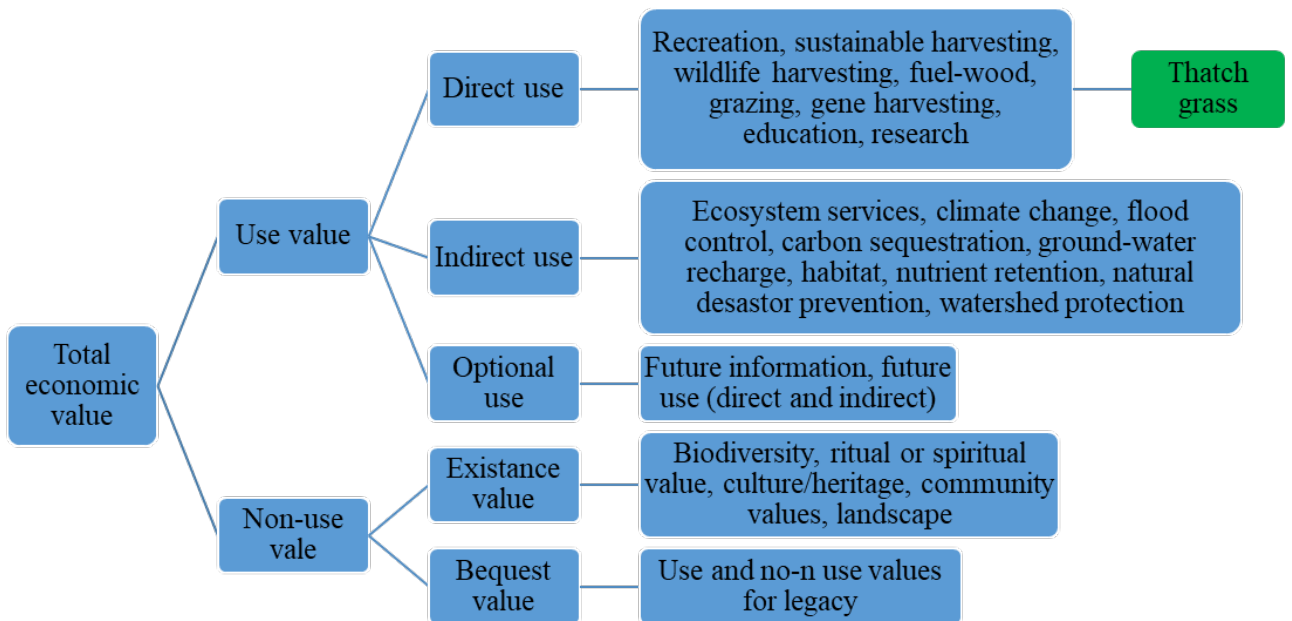 Total
economic
value
Use value
Non-use
vale
Direct use
Indirect use
Optional
use
Existance
value
Bequest
value
Recreation, sustainable harvesting,
wildlife harvesting, fuel-wood,
grazing, gene harvesting,
education, research
Thatch
grass
Ecosystem services, climate change, flood
control, carbon sequestration, ground-water
recharge, habitat, nutrient retention, natural
desastor prevention, watershed protection
Future information, future
use (direct and indirect)
Biodiversity, ritual or spiritual
value, culture/heritage, community
values, landscape
Use and no-n use values
for legacy